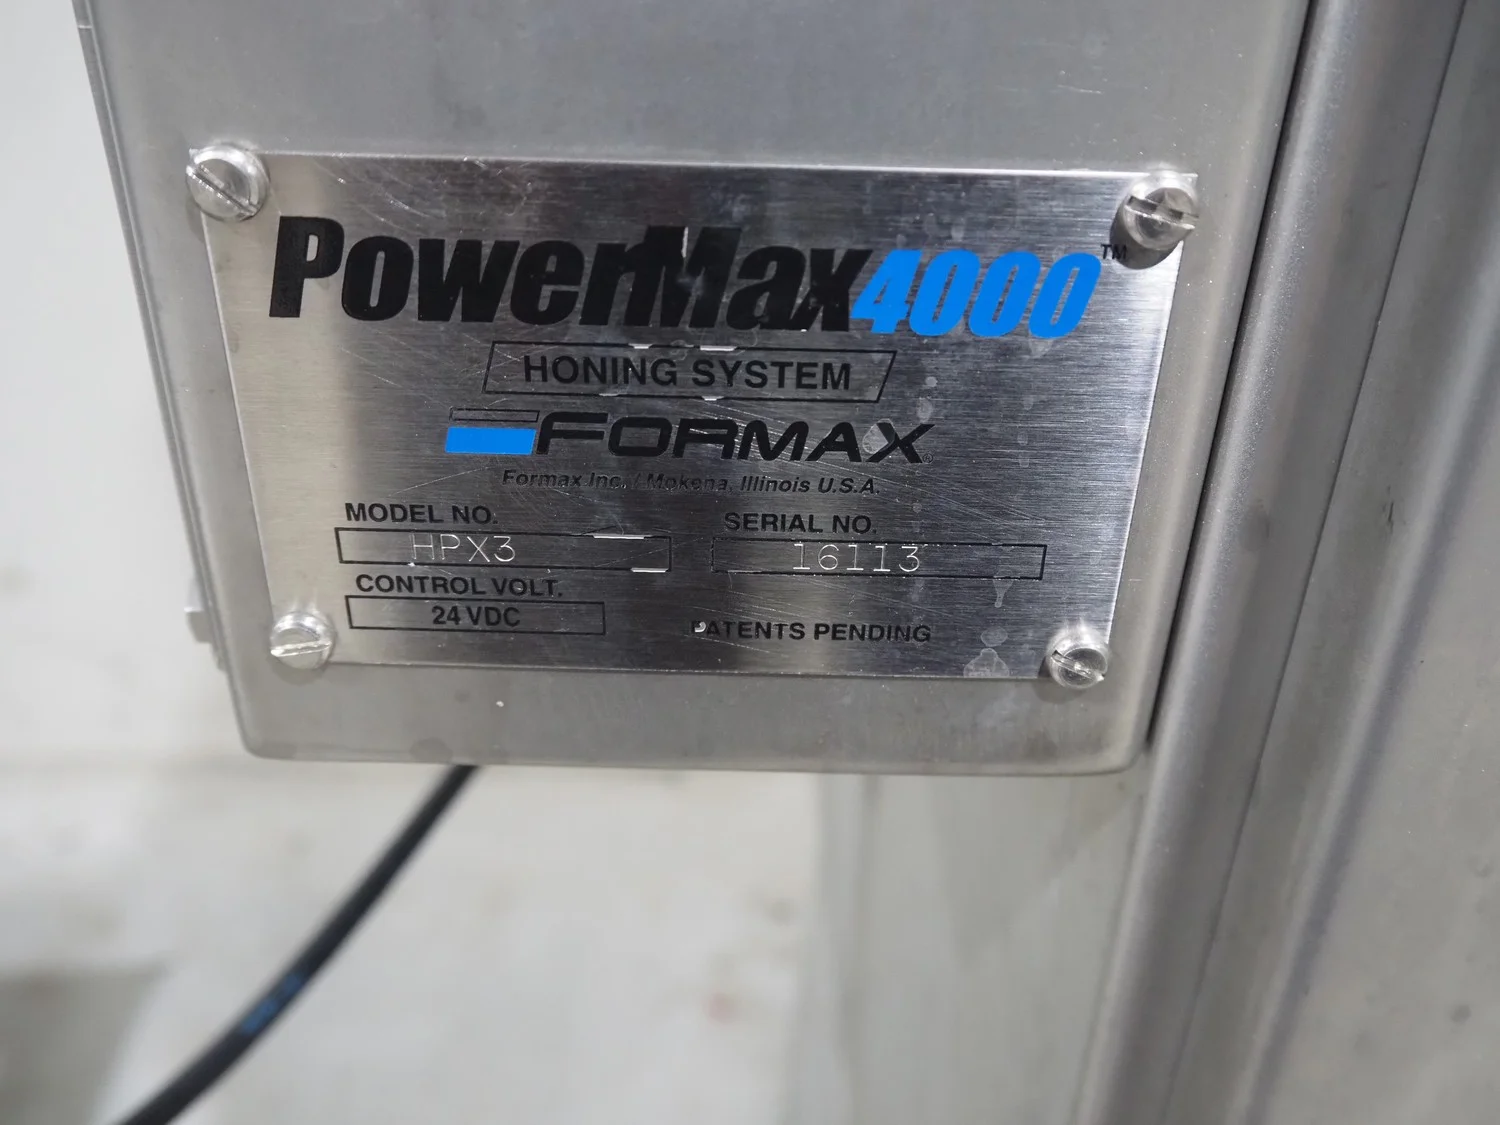 PowerMax4000™
HONING SYSTEM
FORMAX®
Formax Inc. / Mokena, Illinois U.S.A.
MODEL NO. SERIAL NO.
HPX3 16113
CONTROL VOLT.
24 VDC PATENTS PENDING